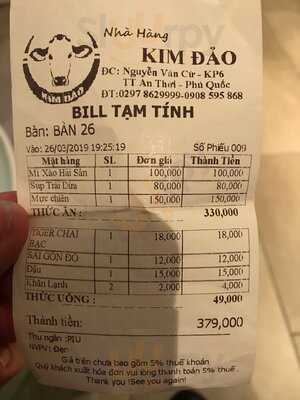 Nhà Hàng
KIM ĐẢO
KIM ĐẢO
ĐC: Nguyễn Văn Cừ - KP6
TT An Thới - Phú Quốc
ĐT:0297 8629999-0908 595 868
BILL TẠM TÍNH
Bàn: BÀN 26
Vào: 26/03/2019 19:25:19 Số Phiếu 009
Mặt hàng SL Đơn giá Thành Tiền
Mì Xào Hải Sản 1 100,000 100,000
Sup Trái Dừa 1 80,000 80,000
Mực chiên 1 150,000 150,000
THỨC ĂN : 330,000
TIGER CHAI 1 18,000 18,000
BẠC
SAI GON ĐỎ 1 12,000 12,000
Dâu 1 15,000 15,000
Khăn Lạnh 2 2,000 4,000
THỨC UỐNG : 49,000
Thành tiền: 379,000
Thu ngân :PIU
NVPV: Đẹt
Giá trên chưa bao gồm 5% thuế khoán.
Quý khách xuất hóa đơn vui lòng thanh toán 5% thuế .
Thank you !See you again!